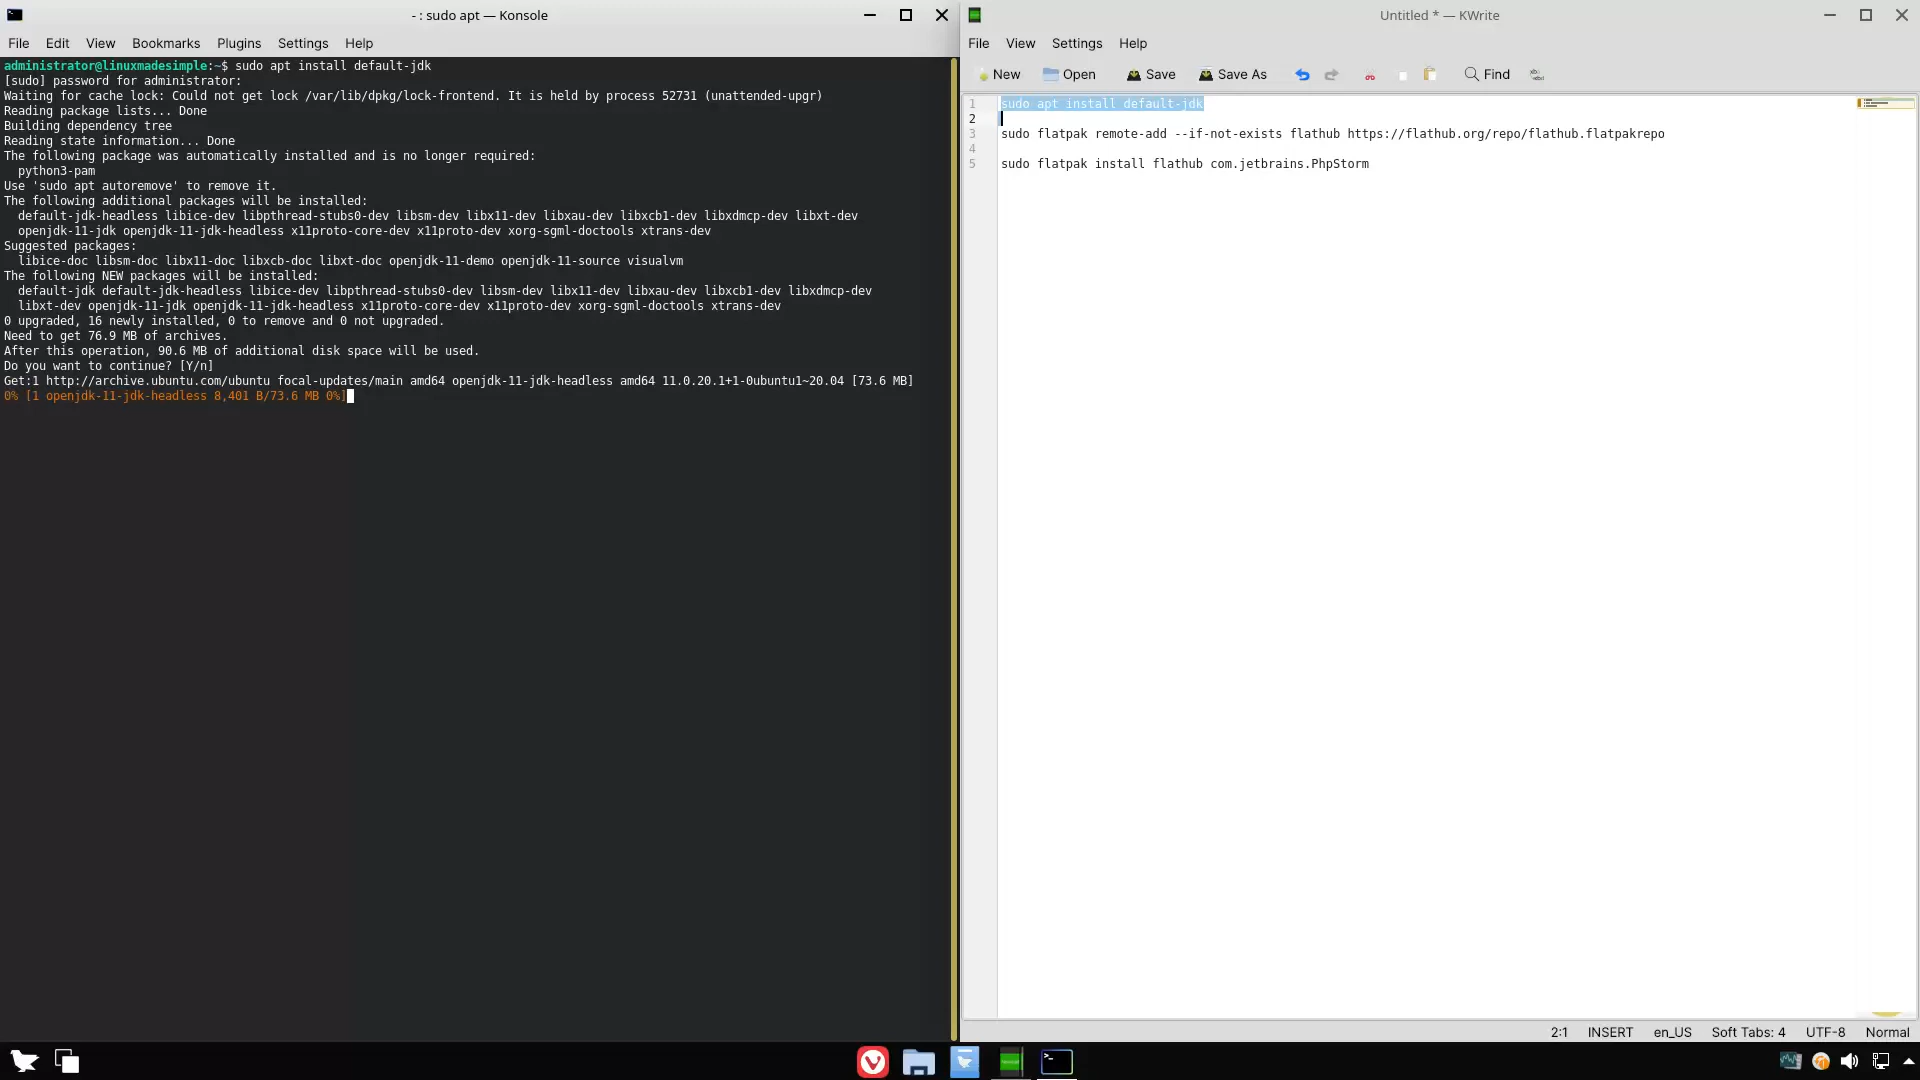 - : sudo apt — Konsole
File Edit View Bookmarks Plugins Settings Help
administrator@linuxmadesimple:~$ sudo apt install default-jdk
[sudo] password for administrator:
Waiting for cache lock: Could not get lock /var/lib/dpkg/lock-frontend. It is held by process 52731 (unattended-upgr)
Reading package lists... Done
Building dependency tree
Reading state information... Done
The following package was automatically installed and is no longer required:
  python3-pam
Use 'sudo apt autoremove' to remove it.
The following additional packages will be installed:
  default-jdk-headless libice-dev libpthread-stubs0-dev libsm-dev libx11-dev libxau-dev libxcb1-dev libxdmcp-dev libxt-dev
  openjdk-11-jdk openjdk-11-jdk-headless x11proto-core-dev x11proto-dev xorg-sgml-doctools xtrans-dev
Suggested packages:
  libice-doc libsm-doc libx11-doc libxcb-doc libxt-doc openjdk-11-demo openjdk-11-source visualvm
The following NEW packages will be installed:
  default-jdk default-jdk-headless libice-dev libpthread-stubs0-dev libsm-dev libx11-dev libxau-dev libxcb1-dev libxdmcp-dev
  libxt-dev openjdk-11-jdk openjdk-11-jdk-headless x11proto-core-dev x11proto-dev xorg-sgml-doctools xtrans-dev
0 upgraded, 16 newly installed, 0 to remove and 0 not upgraded.
Need to get 76.9 MB of archives.
After this operation, 90.6 MB of additional disk space will be used.
Do you want to continue? [Y/n]
Get:1 http://archive.ubuntu.com/ubuntu focal-updates/main amd64 openjdk-11-jdk-headless amd64 11.0.20.1+1-0ubuntu1~20.04 [73.6 MB]
0% [1 openjdk-11-jdk-headless 8,401 B/73.6 MB 0%]
Untitled * — KWrite
File View Settings Help
New Open Save Save As Find
1 sudo apt install default-jdk
2
3 sudo flatpak remote-add --if-not-exists flathub https://flathub.org/repo/flathub.flatpakrepo
4
5 sudo flatpak install flathub com.jetbrains.PhpStorm
2:1 INSERT en_US Soft Tabs: 4 UTF-8 Normal